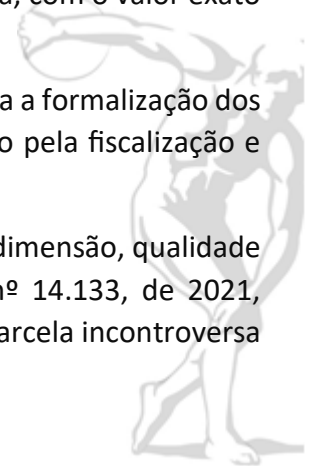 , com o valor exato
a a formalização dos
o pela fiscalização e
dimensão, qualidade
nº 14.133, de 2021,
arcela incontroversa